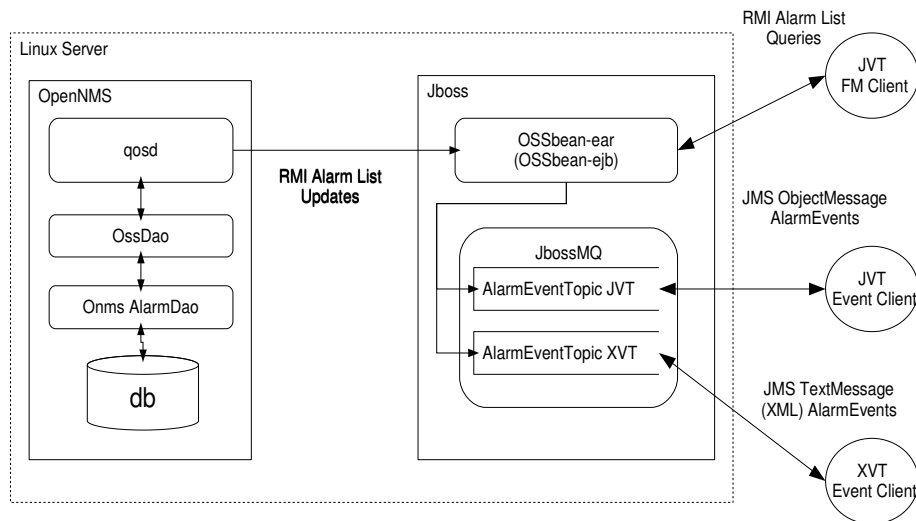 RMI Alarm List
Queries
Linux Server
JVT
FM Client
OpenNMS
Jboss
qosd
OSSbean-ear
(OSSbean-ejb)
RMI Alarm List
Updates
JMS ObjectMessage
AlarmEvents
OssDao
JbossMQ
JVT
Event Client
AlarmEventTopic JVT
Onms AlarmDao
AlarmEventTopic XVT
db
JMS TextMessage
(XML) AlarmEvents
XVT
Event Client